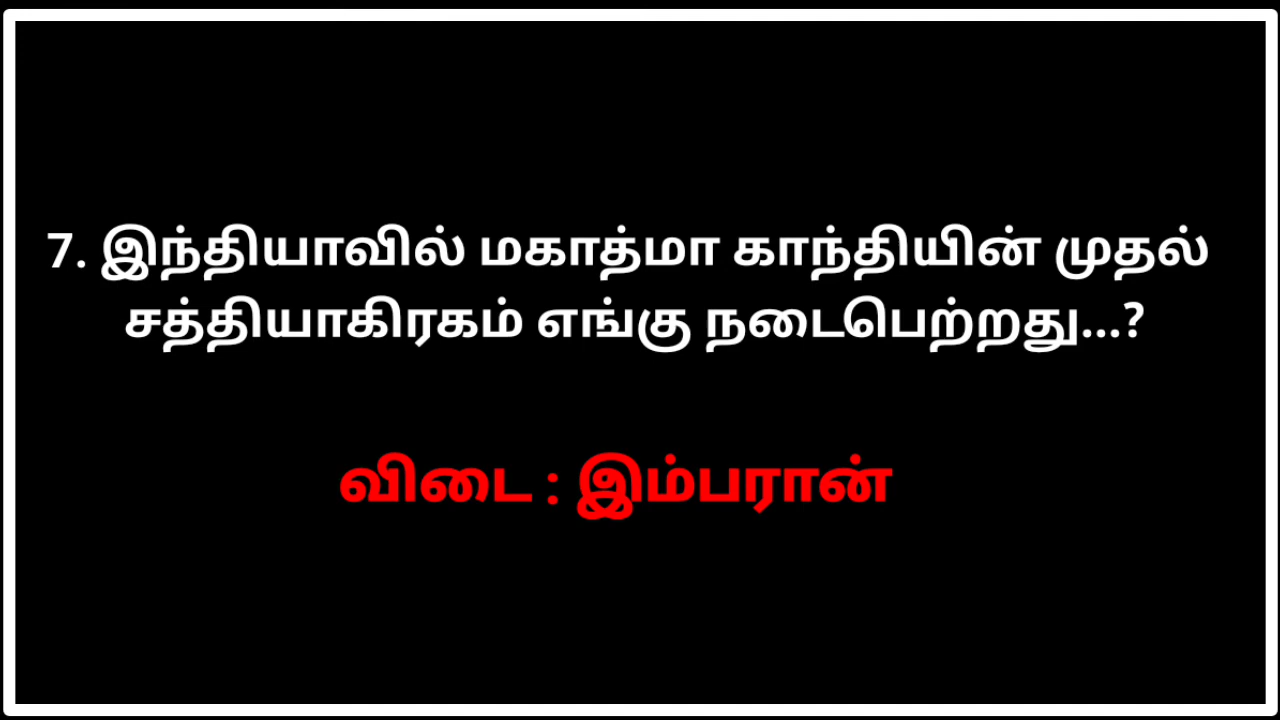 7. இந்தியாவில் மகாத்மா காந்தியின் முதல்
சத்தியாகிரகம் எங்கு நடைபெற்றது...?
விடை : இம்பரான்